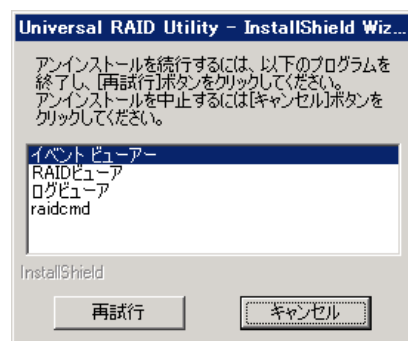 Universal RAID Utility - InstallShield Wiz...
アンインストールを続行するには、以下のプログラムを
終了し、[再試行]ボタンをクリックしてください。
アンインストールを中止するには[キャンセル]ボタンを
クリックしてください。
イベント ビューアー
RAIDビューア
ログビューア
raidcmd
InstallShield
再試行
キャンセル